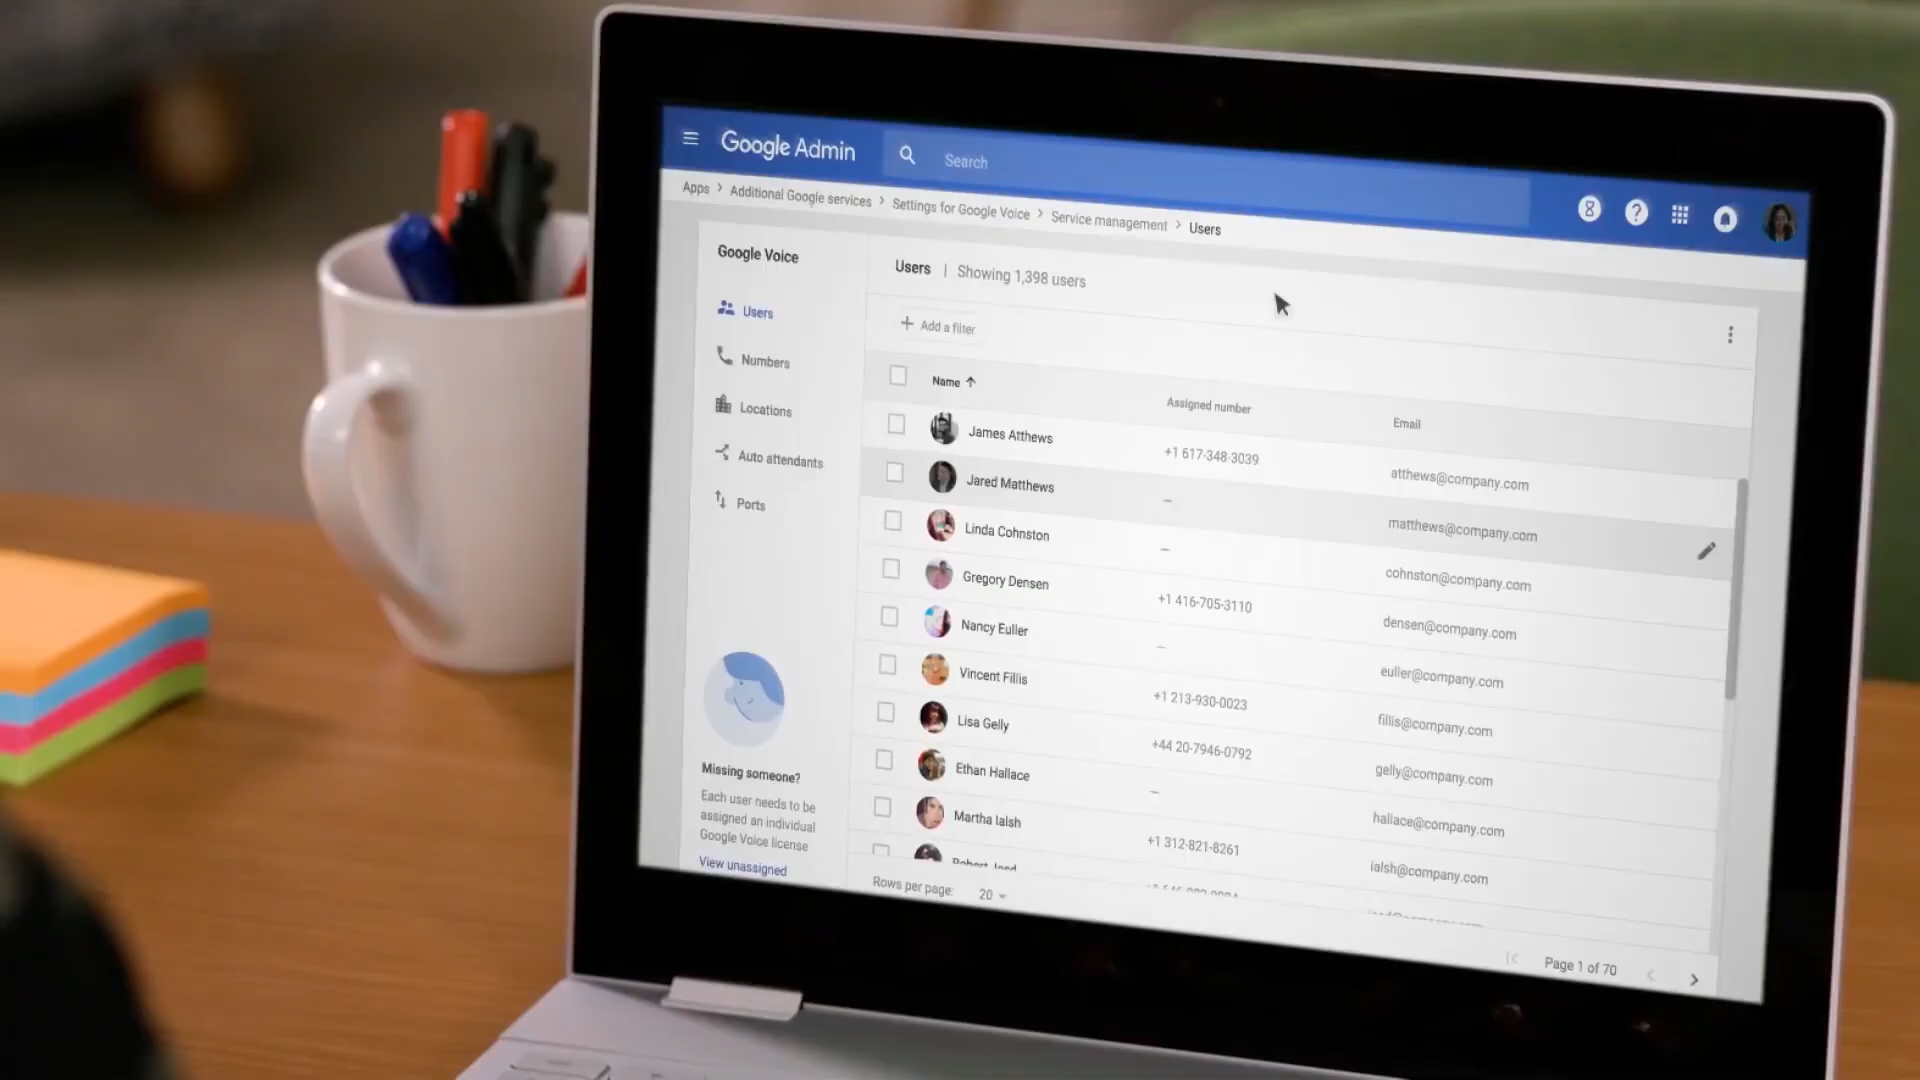 Google Admin
Search
Apps > Additional Google services > Settings for Google Voice > Service management > Users
Google Voice
Users
Numbers
Locations
Auto attendants
Ports
Missing someone?
Each user needs to be
assigned an individual
Google Voice license
View unassigned
Users | Showing 1,398 users
+ Add a filter
Name Assigned number Email
James Atthews +1 617-348-3039 atthews@company.com
Jared Matthews – matthews@company.com
Linda Cohnston – cohnston@company.com
Gregory Densen +1 416-705-3110 densen@company.com
Nancy Euller – euller@company.com
Vincent Fillis +1 213-930-0023 fillis@company.com
Lisa Gelly +44 20-7946-0792 gelly@company.com
Ethan Hallace – hallace@company.com
Martha Ialsh +1 312-821-8261 ialsh@company.com
Robert
Rows per page: 20
Page 1 of 70